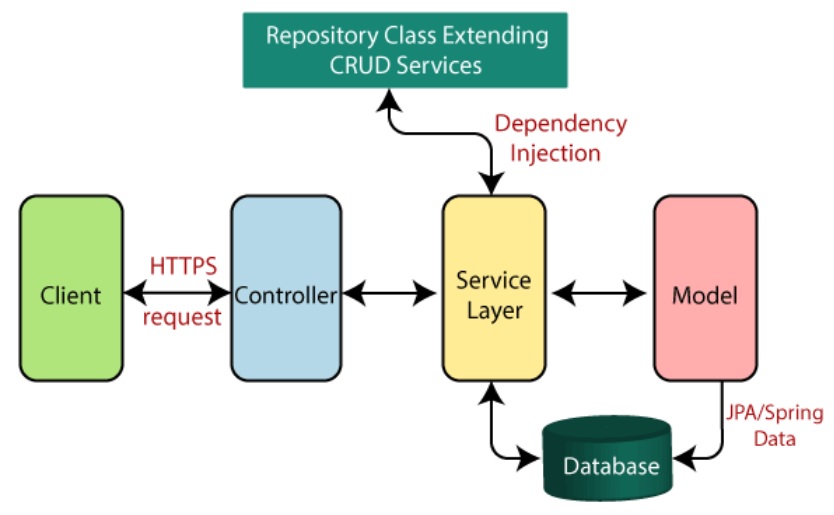 Repository Class Extending
CRUD Services
Dependency
Injection
Client
HTTPS
request
Controller
Service
Layer
Model
JPA/Spring
Data
Database